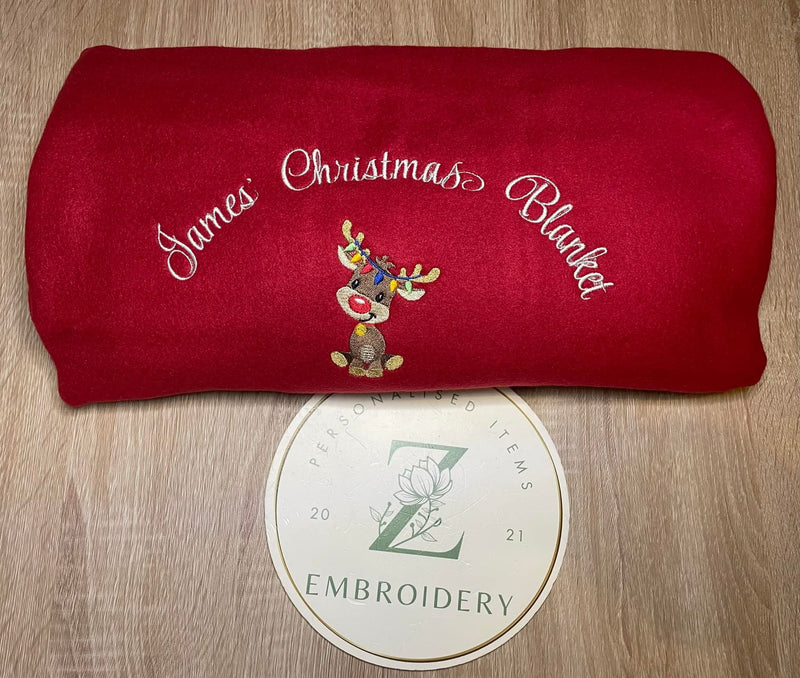 James' Christmas Blanket
PERSONALISED ITEMS
Z
20 21
EMBROIDERY